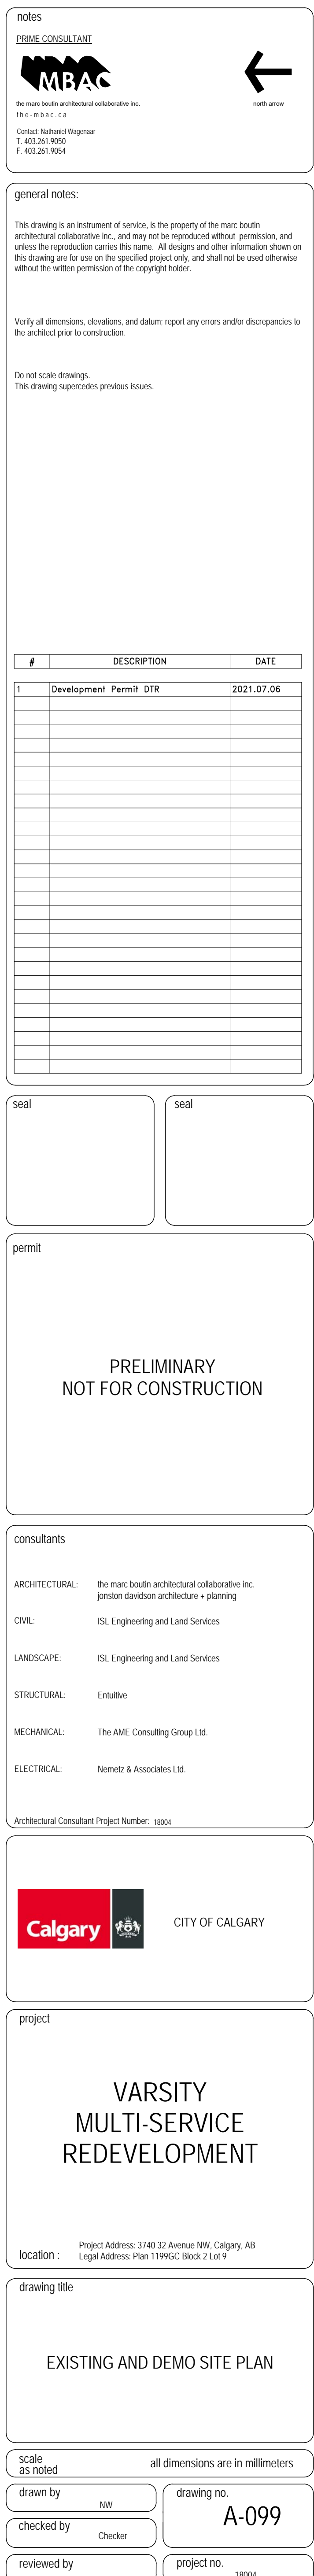 notes
PRIME CONSULTANT
MBAC
the marc boutin architectural collaborative inc.
north arrow
the-mbac.ca
Contact: Nathaniel Wagenaar
T. 403.261.9050
F. 403.261.9054
general notes:
This drawing is an instrument of service, is the property of the marc boutin
architectural collaborative inc., and may not be reproduced without permission, and
unless the reproduction carries this name. All designs and other information shown on
this drawing are for use on the specified project only, and shall not be used otherwise
without the written permission of the copyright holder.
Verify all dimensions, elevations, and datum: report any errors and/or discrepancies to
the architect prior to construction.
Do not scale drawings.
This drawing supercedes previous issues.
# DESCRIPTION DATE
1 Development Permit DTR 2021.07.06
seal seal
permit
PRELIMINARY
NOT FOR CONSTRUCTION
consultants
ARCHITECTURAL: the marc boutin architectural collaborative inc.
jonston davidson architecture + planning
CIVIL: ISL Engineering and Land Services
LANDSCAPE: ISL Engineering and Land Services
STRUCTURAL: Entuitive
MECHANICAL: The AME Consulting Group Ltd.
ELECTRICAL: Nemetz & Associates Ltd.
Architectural Consultant Project Number: 18004
Calgary CITY OF CALGARY
project
VARSITY
MULTI-SERVICE
REDEVELOPMENT
Project Address: 3740 32 Avenue NW, Calgary, AB
location : Legal Address: Plan 1199GC Block 2 Lot 9
drawing title
EXISTING AND DEMO SITE PLAN
scale
as noted all dimensions are in millimeters
drawn by
NW
drawing no.
A-099
checked by
Checker
reviewed by
project no.
18004